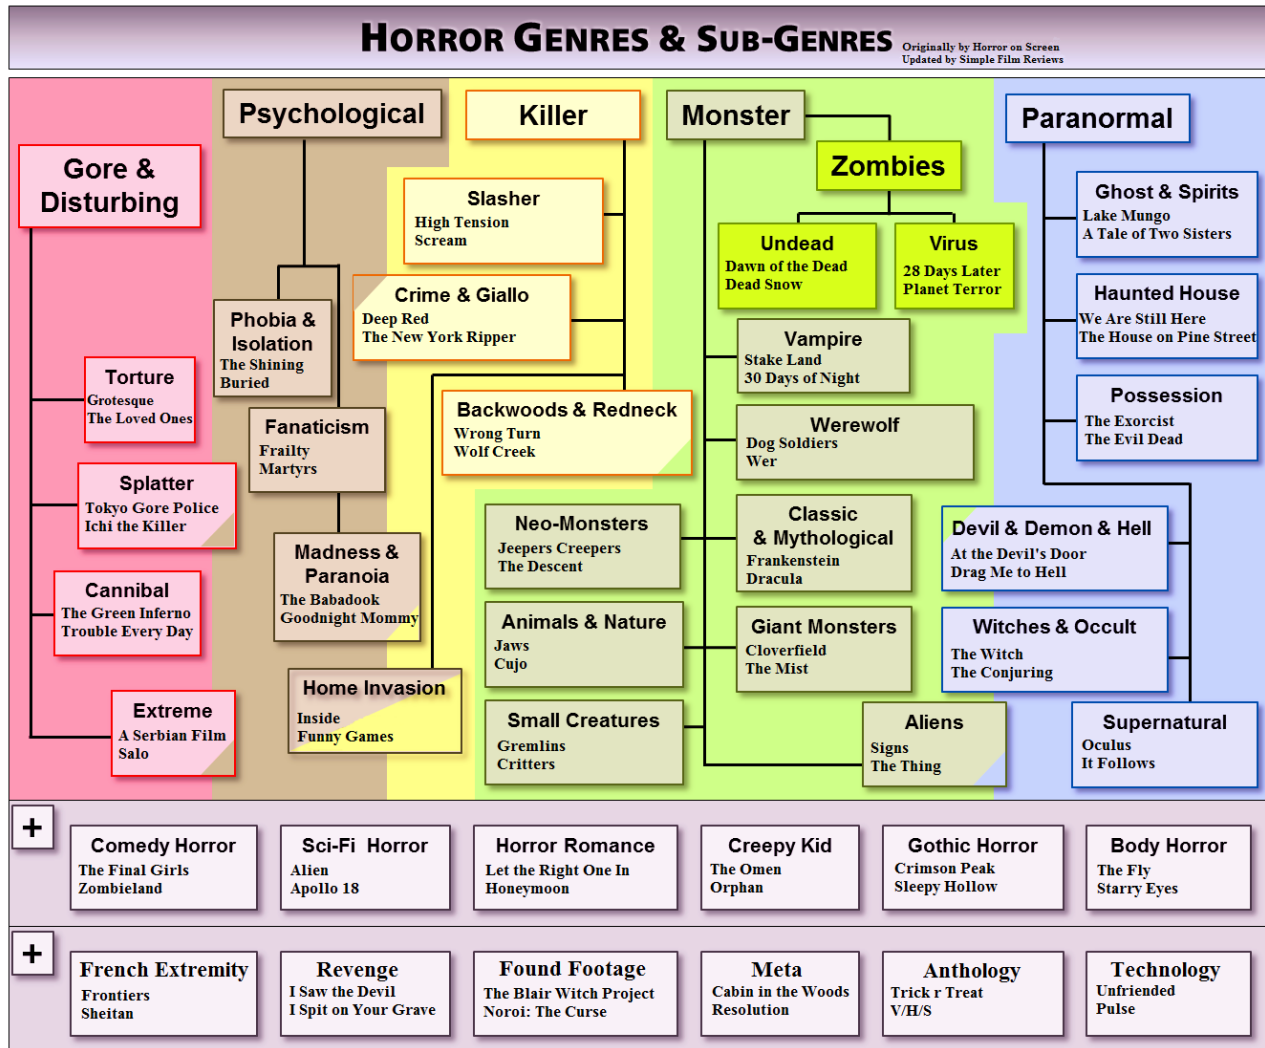 HORROR GENRES & SUB-GENRES
Originally by Horror on Screen
Updated by Simple Film Reviews
Gore &
Disturbing
Torture
Grotesque
The Loved Ones
Splatter
Tokyo Gore Police
Ichi the Killer
Cannibal
The Green Inferno
Trouble Every Day
Extreme
A Serbian Film
Salo
Psychological
Phobia &
Isolation
The Shining
Buried
Fanaticism
Frailty
Martyrs
Madness &
Paranoia
The Babadook
Goodnight Mommy
Home Invasion
Inside
Funny Games
Killer
Slasher
High Tension
Scream
Crime & Giallo
Deep Red
The New York Ripper
Backwoods & Redneck
Wrong Turn
Wolf Creek
Monster
Zombies
Undead
Dawn of the Dead
Dead Snow
Virus
28 Days Later
Planet Terror
Vampire
Stake Land
30 Days of Night
Werewolf
Dog Soldiers
Wer
Neo-Monsters
Jeepers Creepers
The Descent
Classic
& Mythological
Frankenstein
Dracula
Animals & Nature
Jaws
Cujo
Giant Monsters
Cloverfield
The Mist
Small Creatures
Gremlins
Critters
Aliens
Signs
The Thing
Paranormal
Ghost & Spirits
Lake Mungo
A Tale of Two Sisters
Haunted House
We Are Still Here
The House on Pine Street
Possession
The Exorcist
The Evil Dead
Devil & Demon & Hell
At the Devil's Door
Drag Me to Hell
Witches & Occult
The Witch
The Conjuring
Supernatural
Oculus
It Follows
+
Comedy Horror
The Final Girls
Zombieland
Sci-Fi Horror
Alien
Apollo 18
Horror Romance
Let the Right One In
Honeymoon
Creepy Kid
The Omen
Orphan
Gothic Horror
Crimson Peak
Sleepy Hollow
Body Horror
The Fly
Starry Eyes
+
French Extremity
Frontiers
Sheitan
Revenge
I Saw the Devil
I Spit on Your Grave
Found Footage
The Blair Witch Project
Noroi: The Curse
Meta
Cabin in the Woods
Resolution
Anthology
Trick r Treat
V/H/S
Technology
Unfriended
Pulse